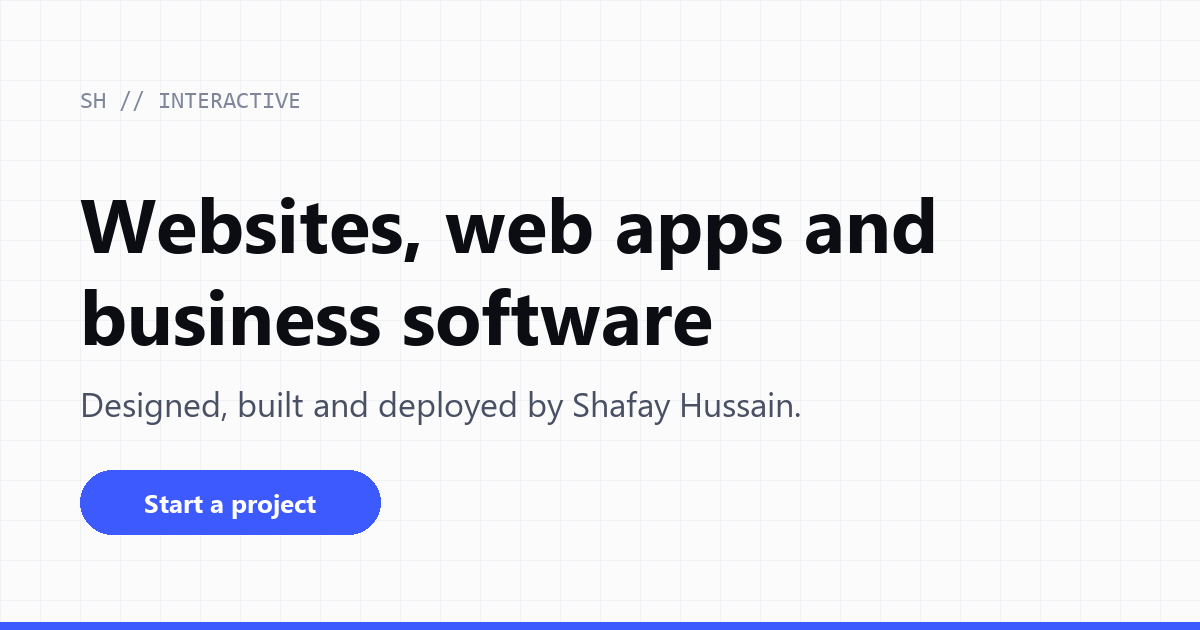 SH // INTERACTIVE
Websites, web apps and
business software
Designed, built and deployed by Shafay Hussain.
Start a project